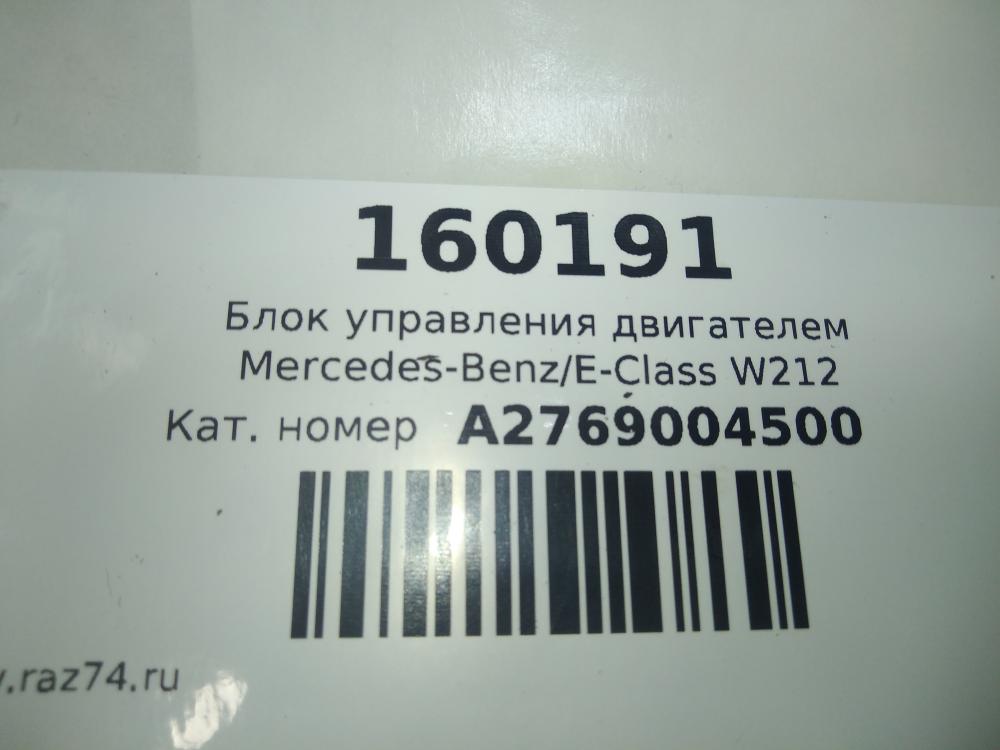 160191
Блок управления двигателем
Mercedes-Benz/E-Class W212
Кат. номер A2769004500
.raz74.ru